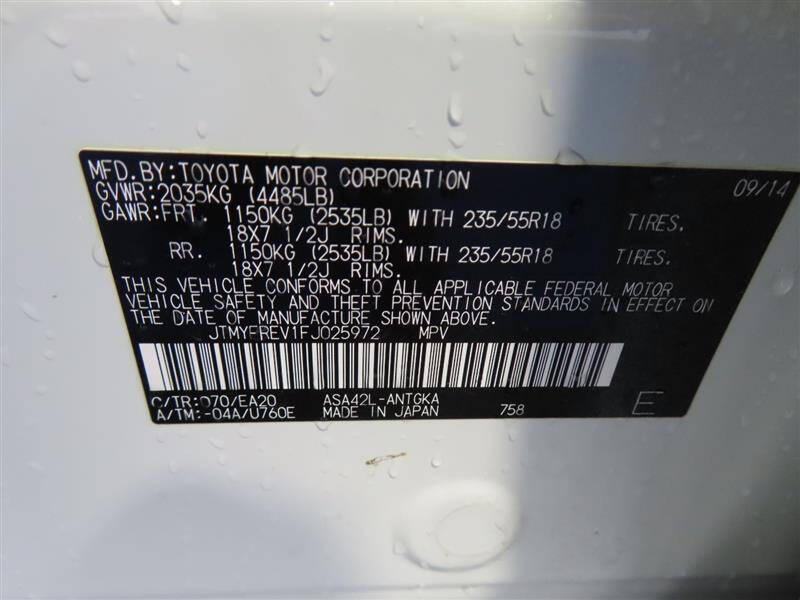 MFD.BY:TOYOTA MOTOR CORPORATION 09/14
GVWR:2035KG (4485LB)
GAWR:FRT. 1150KG (2535LB) WITH 235/55R18 TIRES.
18X7 1/2J RIMS.
RR. 1150KG (2535LB) WITH 235/55R18 TIRES.
18X7 1/2J RIMS.
THIS VEHICLE CONFORMS TO ALL APPLICABLE FEDERAL MOTOR
VEHICLE SAFETY AND THEFT PREVENTION STANDARDS IN EFFECT ON
THE DATE OF MANUFACTURE SHOWN ABOVE.
JTMYFREV1FJ025972 MPV
C/TR:070/EA20 ASA42L-ANTGKA
A/TM:-04A/U760E MADE IN JAPAN 758 E